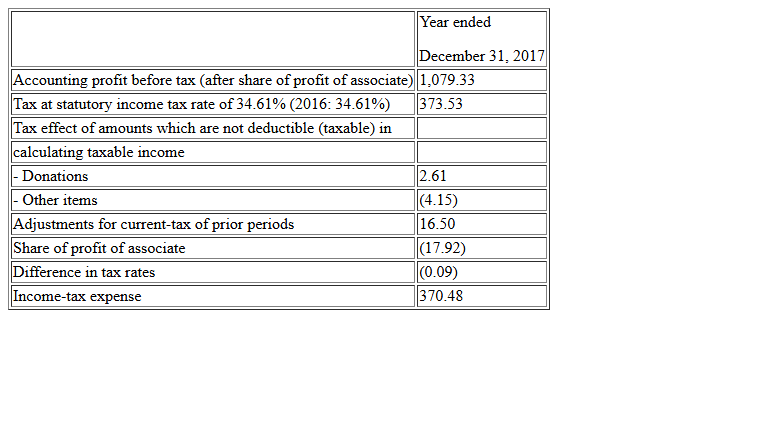 Year ended
December 31, 2017
Accounting profit before tax (after share of profit of associate) 1,079.33
Tax at statutory income tax rate of 34.61% (2016: 34.61%) 373.53
Tax effect of amounts which are not deductible (taxable) in
calculating taxable income
- Donations 2.61
- Other items (4.15)
Adjustments for current-tax of prior periods 16.50
Share of profit of associate (17.92)
Difference in tax rates (0.09)
Income-tax expense 370.48